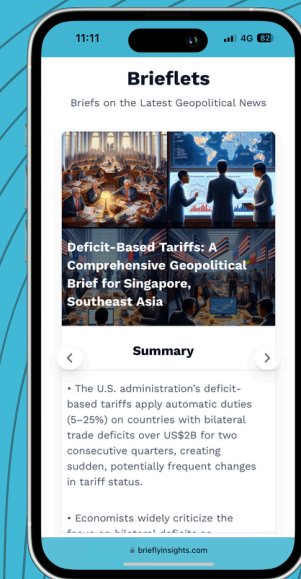 11:11
4G 82
Brieflets
Briefs on the Latest Geopolitical News
Deficit-Based Tariffs: A
Comprehensive Geopolitical
Brief for Singapore,
Southeast Asia
Summary
• The U.S. administration's deficit-
based tariffs apply automatic duties
(5–25%) on countries with bilateral
trade deficits over US$2B for two
consecutive quarters, creating
sudden, potentially frequent changes
in tariff status.
• Economists widely criticize the
focus on bilateral deficits as
brieflyinsights.com